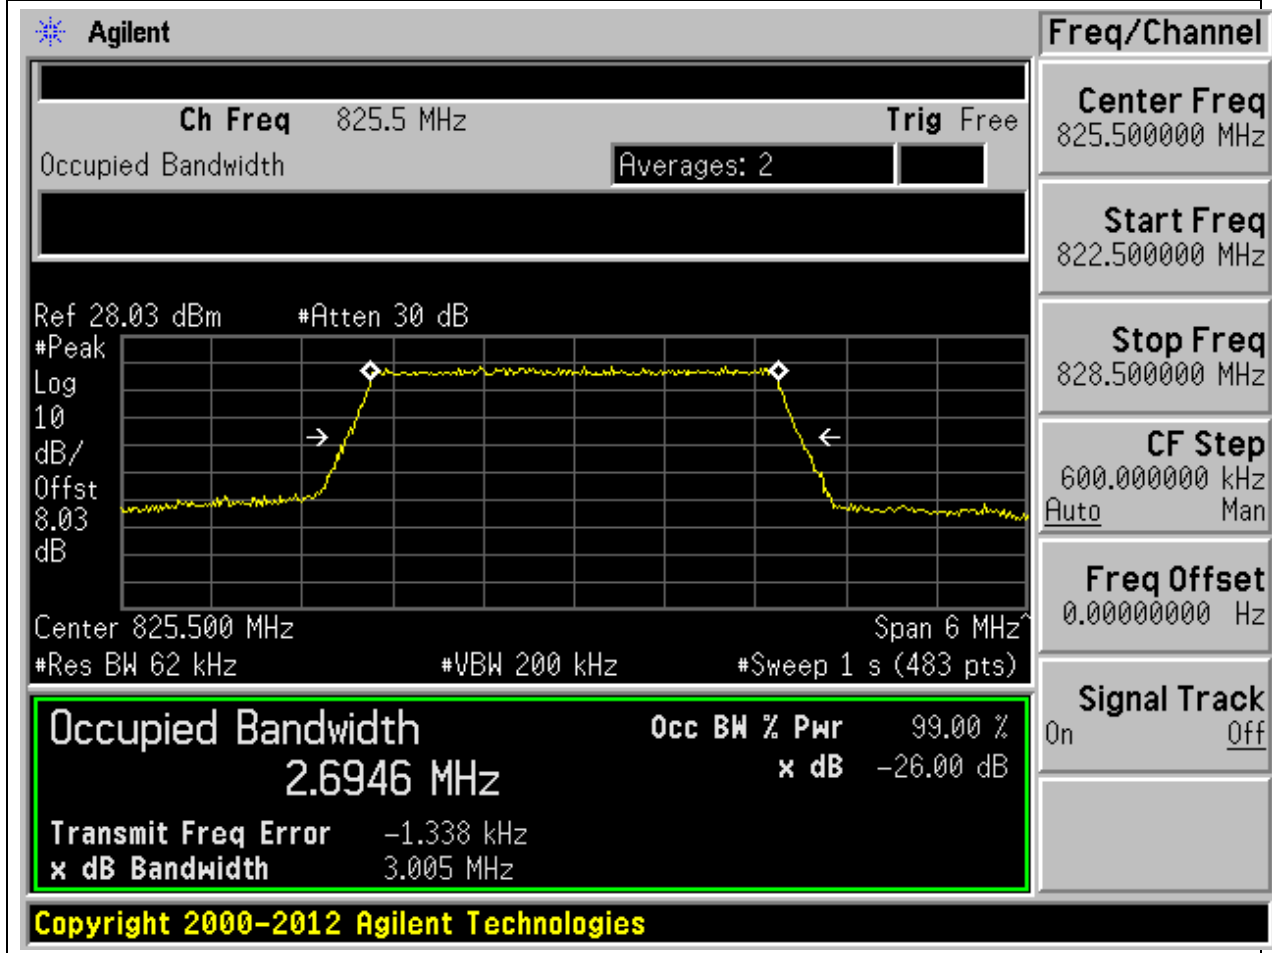 Agilent
Freq/Channel
Ch Freq 825.5 MHz Trig Free
Occupied Bandwidth Averages: 2
Center Freq
825.500000 MHz
Start Freq
822.500000 MHz
Stop Freq
828.500000 MHz
CF Step
600.000000 kHz
Auto Man
Freq Offset
0.00000000 Hz
Signal Track
On Off
Ref 28.03 dBm #Atten 30 dB
#Peak
Log
10
dB/
Offst
8.03
dB
Center 825.500 MHz Span 6 MHz^
#Res BW 62 kHz #VBW 200 kHz #Sweep 1 s (483 pts)
Occupied Bandwidth Occ BW % Pwr 99.00 %
2.6946 MHz x dB -26.00 dB
Transmit Freq Error -1.338 kHz
x dB Bandwidth 3.005 MHz
Copyright 2000-2012 Agilent Technologies